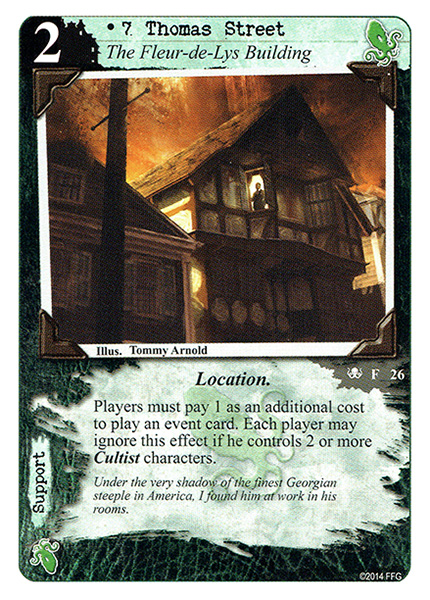 2
• 7 Thomas Street
The Fleur-de-Lys Building
Illus. Tommy Arnold
F 26
Location.
Players must pay 1 as an additional cost
to play an event card. Each player may
ignore this effect if he controls 2 or more
Cultist characters.
Under the very shadow of the finest Georgian
steeple in America, I found him at work in his
rooms.
Support
©2014 FFG